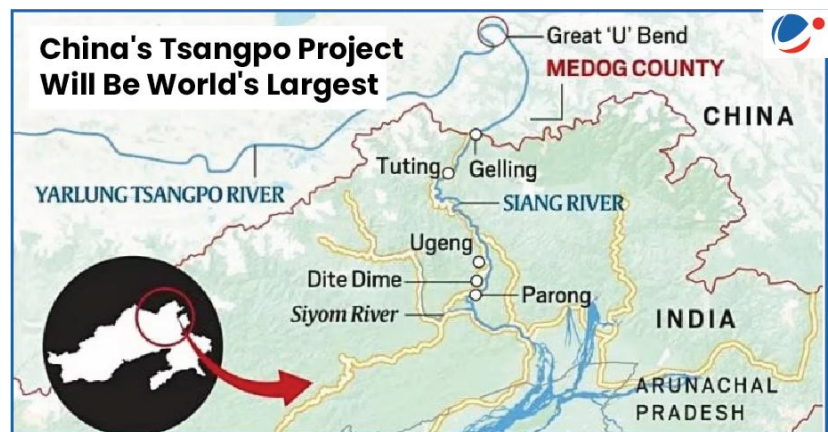 China's Tsangpo Project
Will Be World's Largest
Great 'U' Bend
MEDOG COUNTY
CHINA
Tuting
Gelling
YARLUNG TSANGPO RIVER
SIANG RIVER
Ugeng
Dite Dime
Parong
Siyom River
INDIA
ARUNACHAL
PRADESH